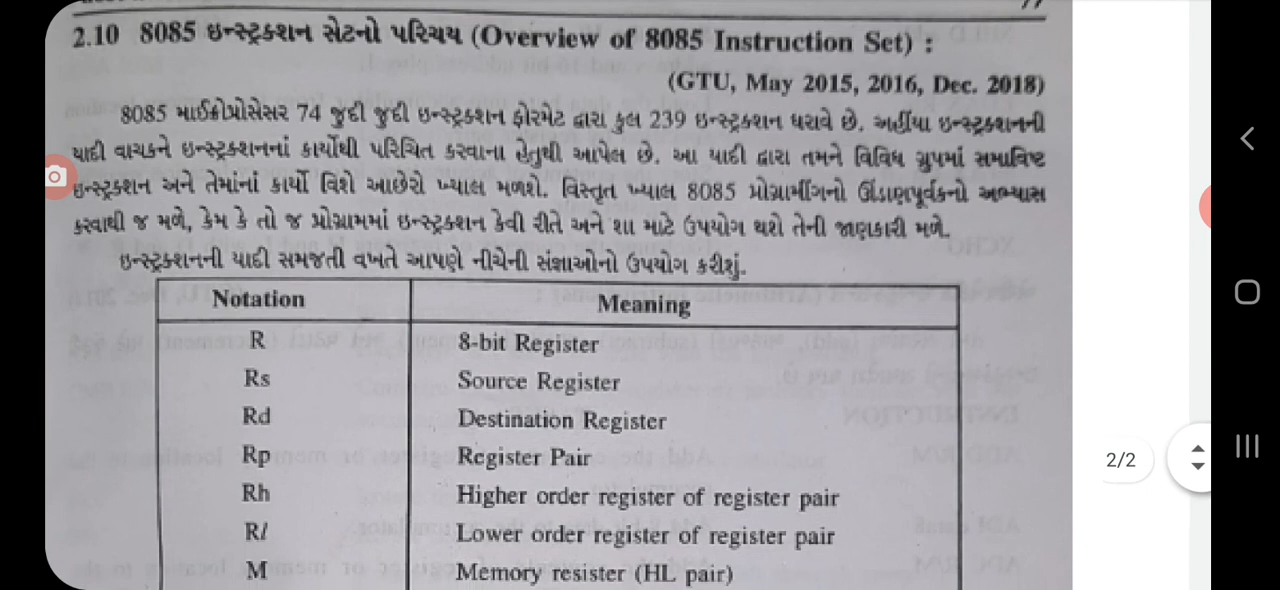 2.10 8085 ઇન્સ્ટ્રક્શન સેટનો પરિચય (Overview of 8085 Instruction Set) :
(GTU, May 2015, 2016, Dec. 2018)
8085 માઈક્રોપ્રોસેસર 74 જુદી જુદી ઇન્સ્ટ્રક્શન ફોરમેટ દ્વારા કુલ 239 ઇન્સ્ટ્રક્શન ધરાવે છે. અહીંયા ઇન્સ્ટ્રક્શનની
યાદી વાચકને ઇન્સ્ટ્રક્શનનાં કાર્યોથી પરિચિત કરવાના હેતુથી આપેલ છે. આ યાદી દ્વારા તમને વિવિધ ગ્રુપમાં સમાવિષ્ટ
ઇન્સ્ટ્રક્શન અને તેમાંનાં કાર્યો વિશે આછેરો ખ્યાલ મળશે. વિસ્તૃત ખ્યાલ 8085 પ્રોગ્રામીંગનો ઊંડાણપૂર્વકનો અભ્યાસ
કરવાથી જ મળે, કેમ કે તો જ પ્રોગ્રામમાં ઇન્સ્ટ્રક્શન કેવી રીતે અને શા માટે ઉપયોગ થશે તેની જાણકારી મળે.
ઇન્સ્ટ્રક્શનની યાદી સમજતી વખતે આપણે નીચેની સંજ્ઞાઓનો ઉપયોગ કરીશું.
Notation Meaning
R 8-bit Register
Rs Source Register
Rd Destination Register
Rp Register Pair
Rh Higher order register of register pair
Rl Lower order register of register pair
M Memory resister (HL pair)
2/2